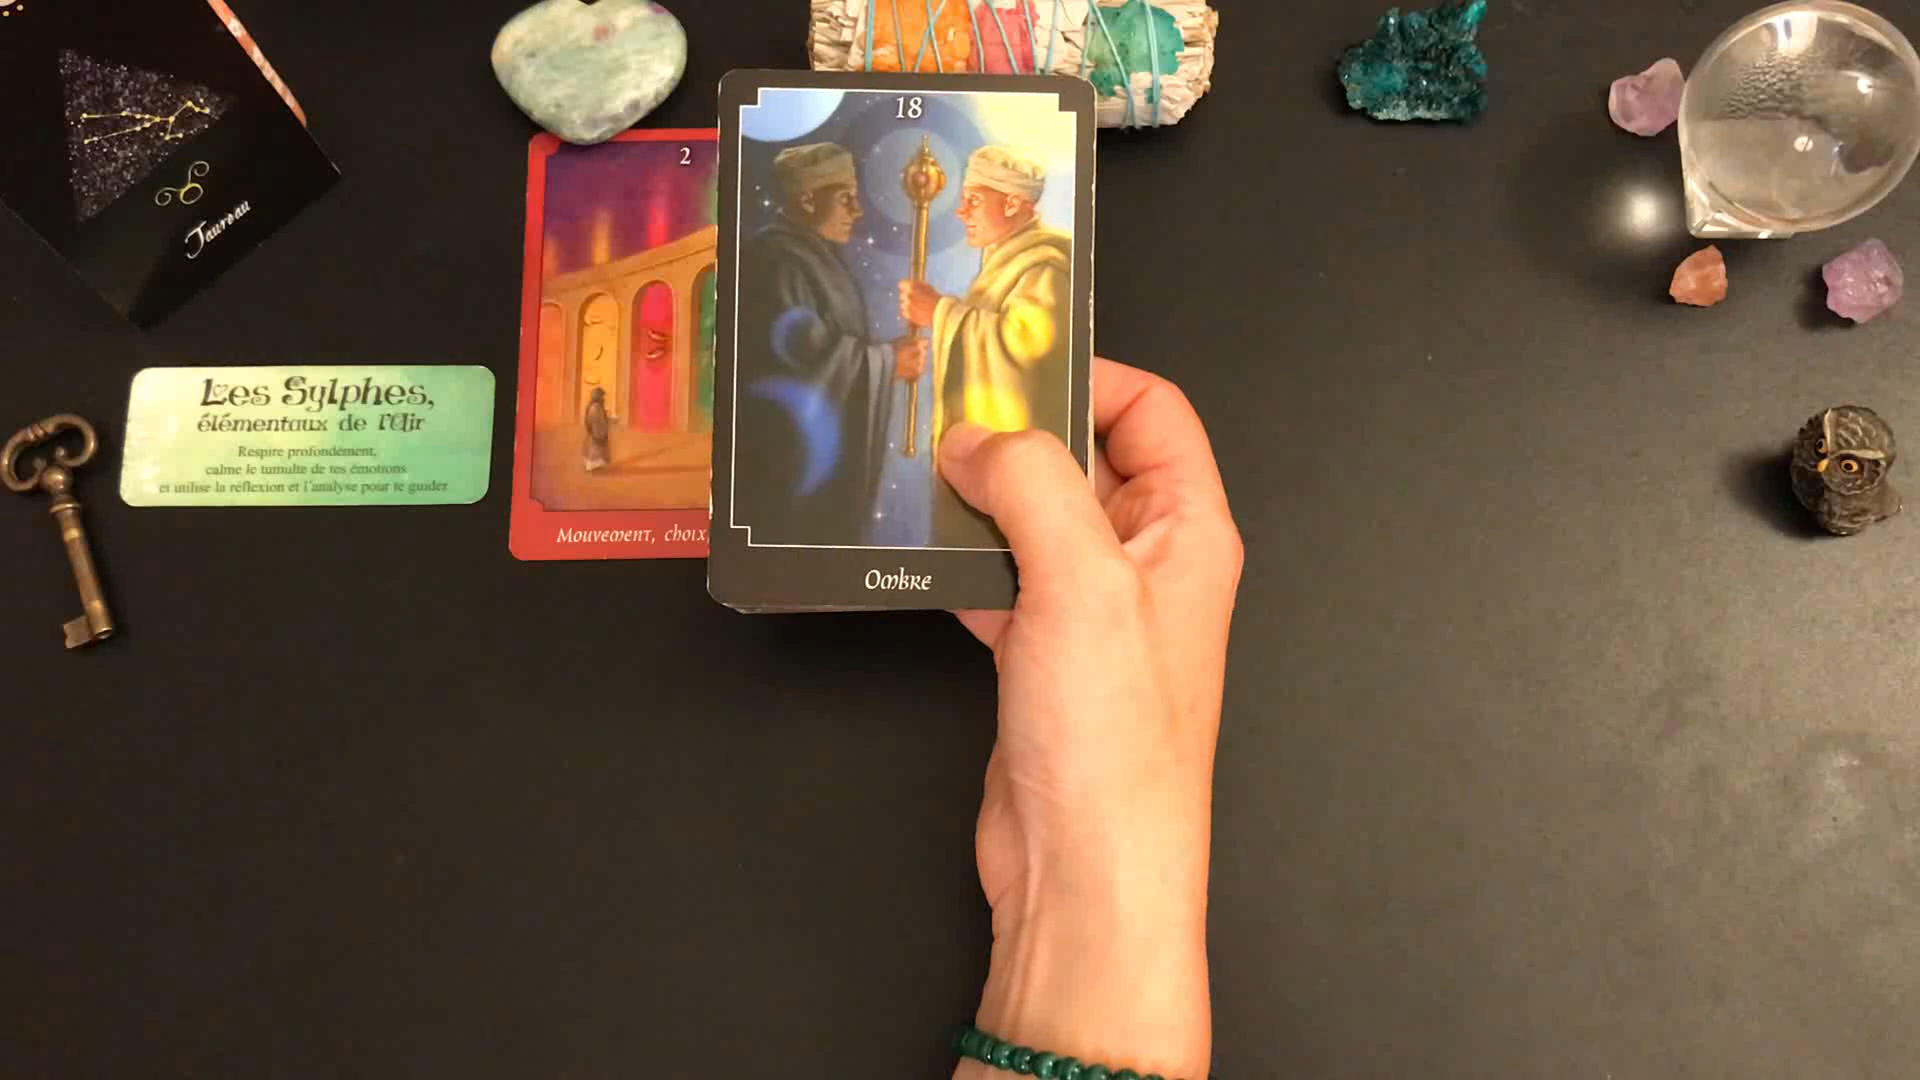 Taureau
Les Sylphes,
élémentaux de l'Air
Respire profondément,
calme le tumulte de tes émotions
et utilise la réflexion et l'analyse pour te guider
2
Mouvement, choix,
18
Ombre